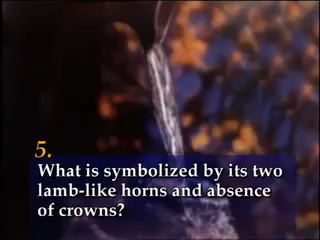 5.
What is symbolized by its two
lamb-like horns and absence
of crowns?